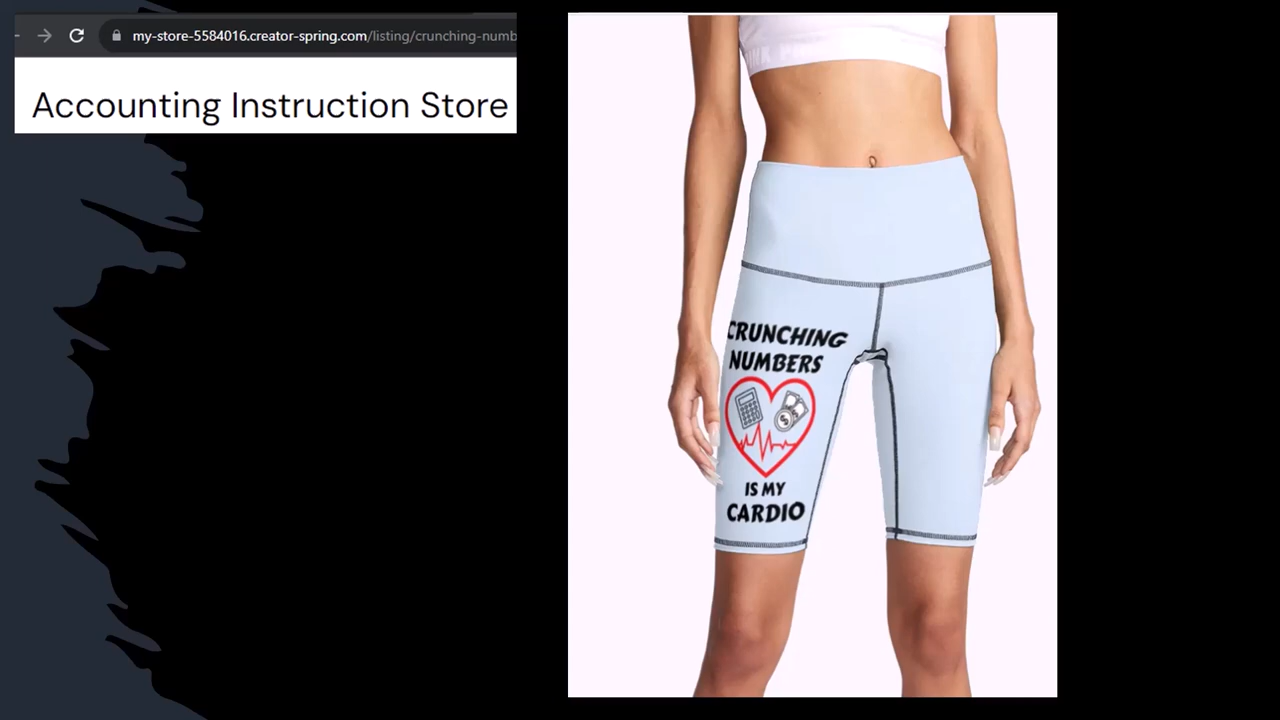 my-store-5584016.creator-spring.com/listing/crunching-numb
Accounting Instruction Store
CRUNCHING
NUMBERS
IS MY
CARDIO